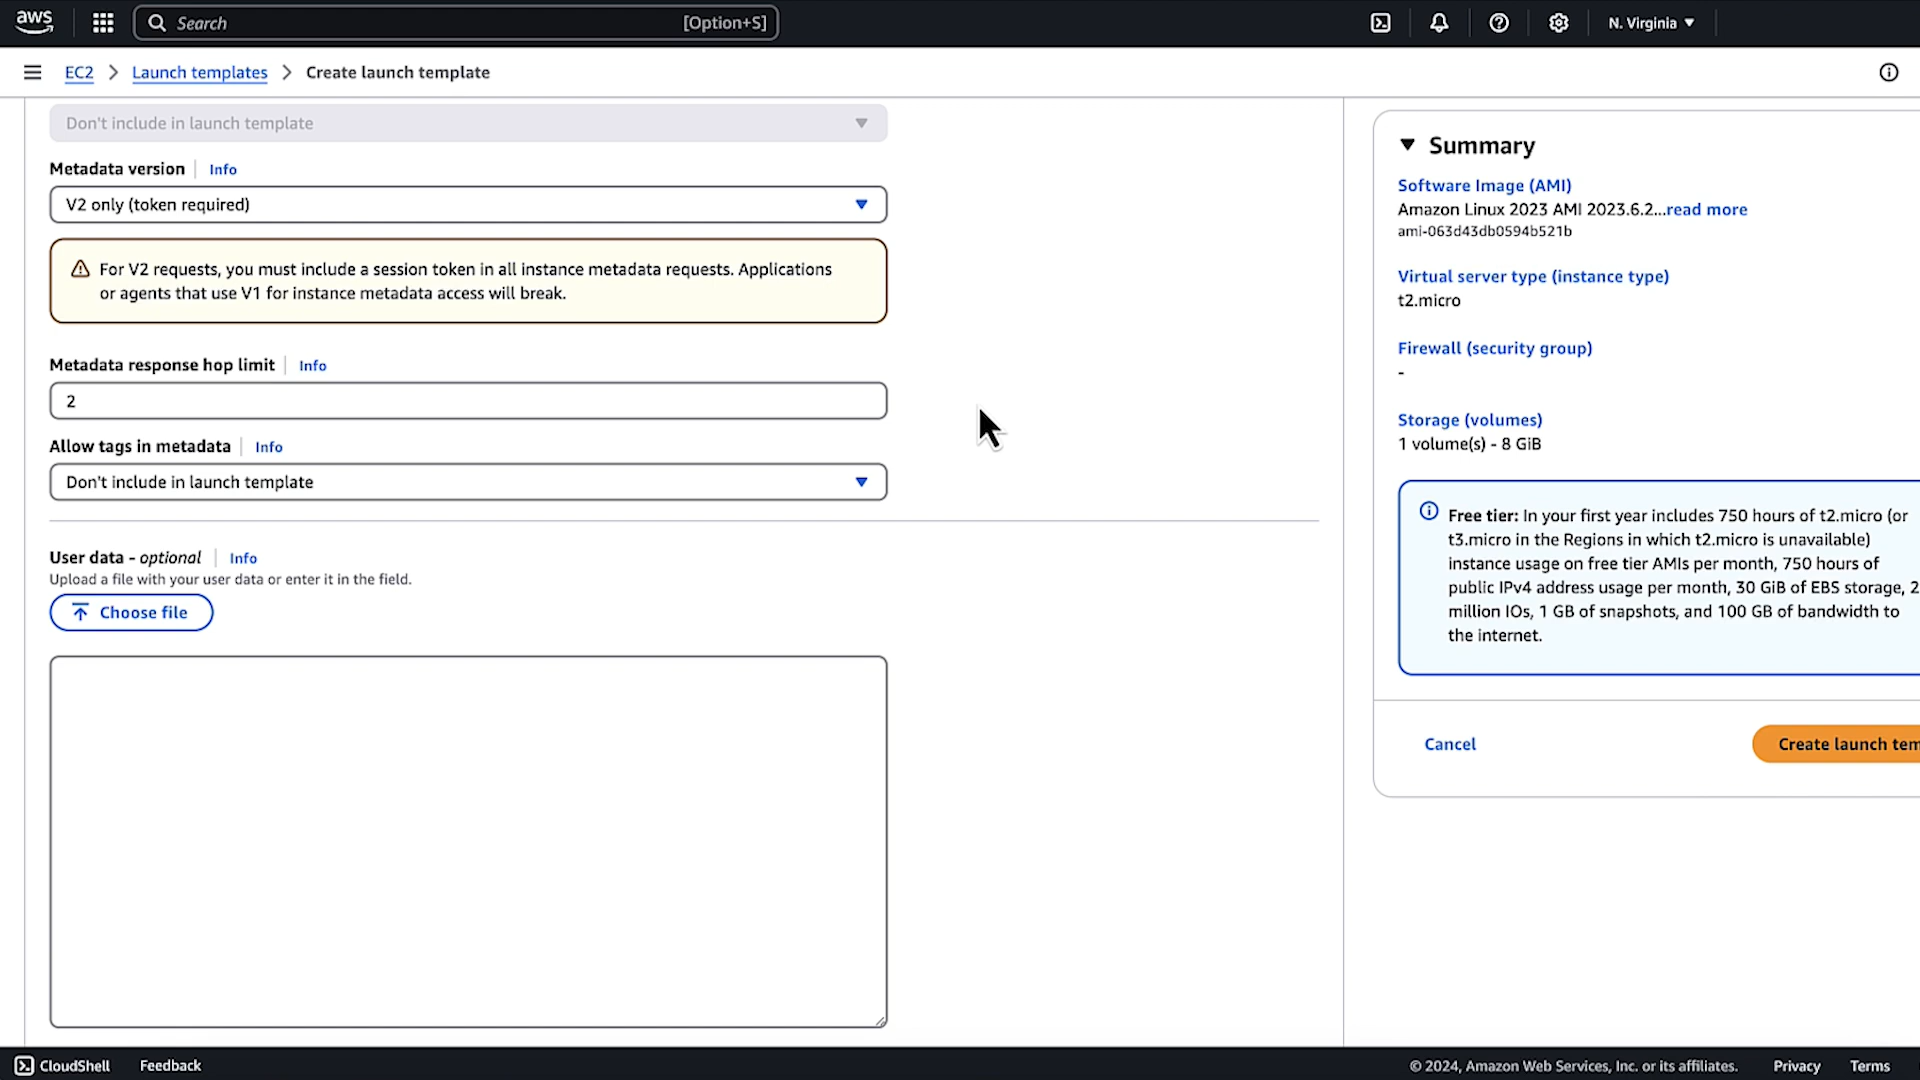 aws
Search
[Option+S]
N. Virginia
EC2
Launch templates
Create launch template
Don't include in launch template
Metadata version
Info
V2 only (token required)
For V2 requests, you must include a session token in all instance metadata requests. Applications
or agents that use V1 for instance metadata access will break.
Metadata response hop limit
Info
2
Allow tags in metadata
Info
Don't include in launch template
User data - optional
Info
Upload a file with your user data or enter it in the field.
Choose file
Summary
Software Image (AMI)
Amazon Linux 2023 AMI 2023.6.2...read more
ami-063d43db0594b521b
Virtual server type (instance type)
t2.micro
Firewall (security group)
-
Storage (volumes)
1 volume(s) - 8 GiB
Free tier: In your first year includes 750 hours of t2.micro (or
t3.micro in the Regions in which t2.micro is unavailable)
instance usage on free tier AMIs per month, 750 hours of
public IPv4 address usage per month, 30 GiB of EBS storage, 2
million IOs, 1 GB of snapshots, and 100 GB of bandwidth to
the internet.
Cancel
Create launch tem
CloudShell
Feedback
© 2024, Amazon Web Services, Inc. or its affiliates.
Privacy
Terms